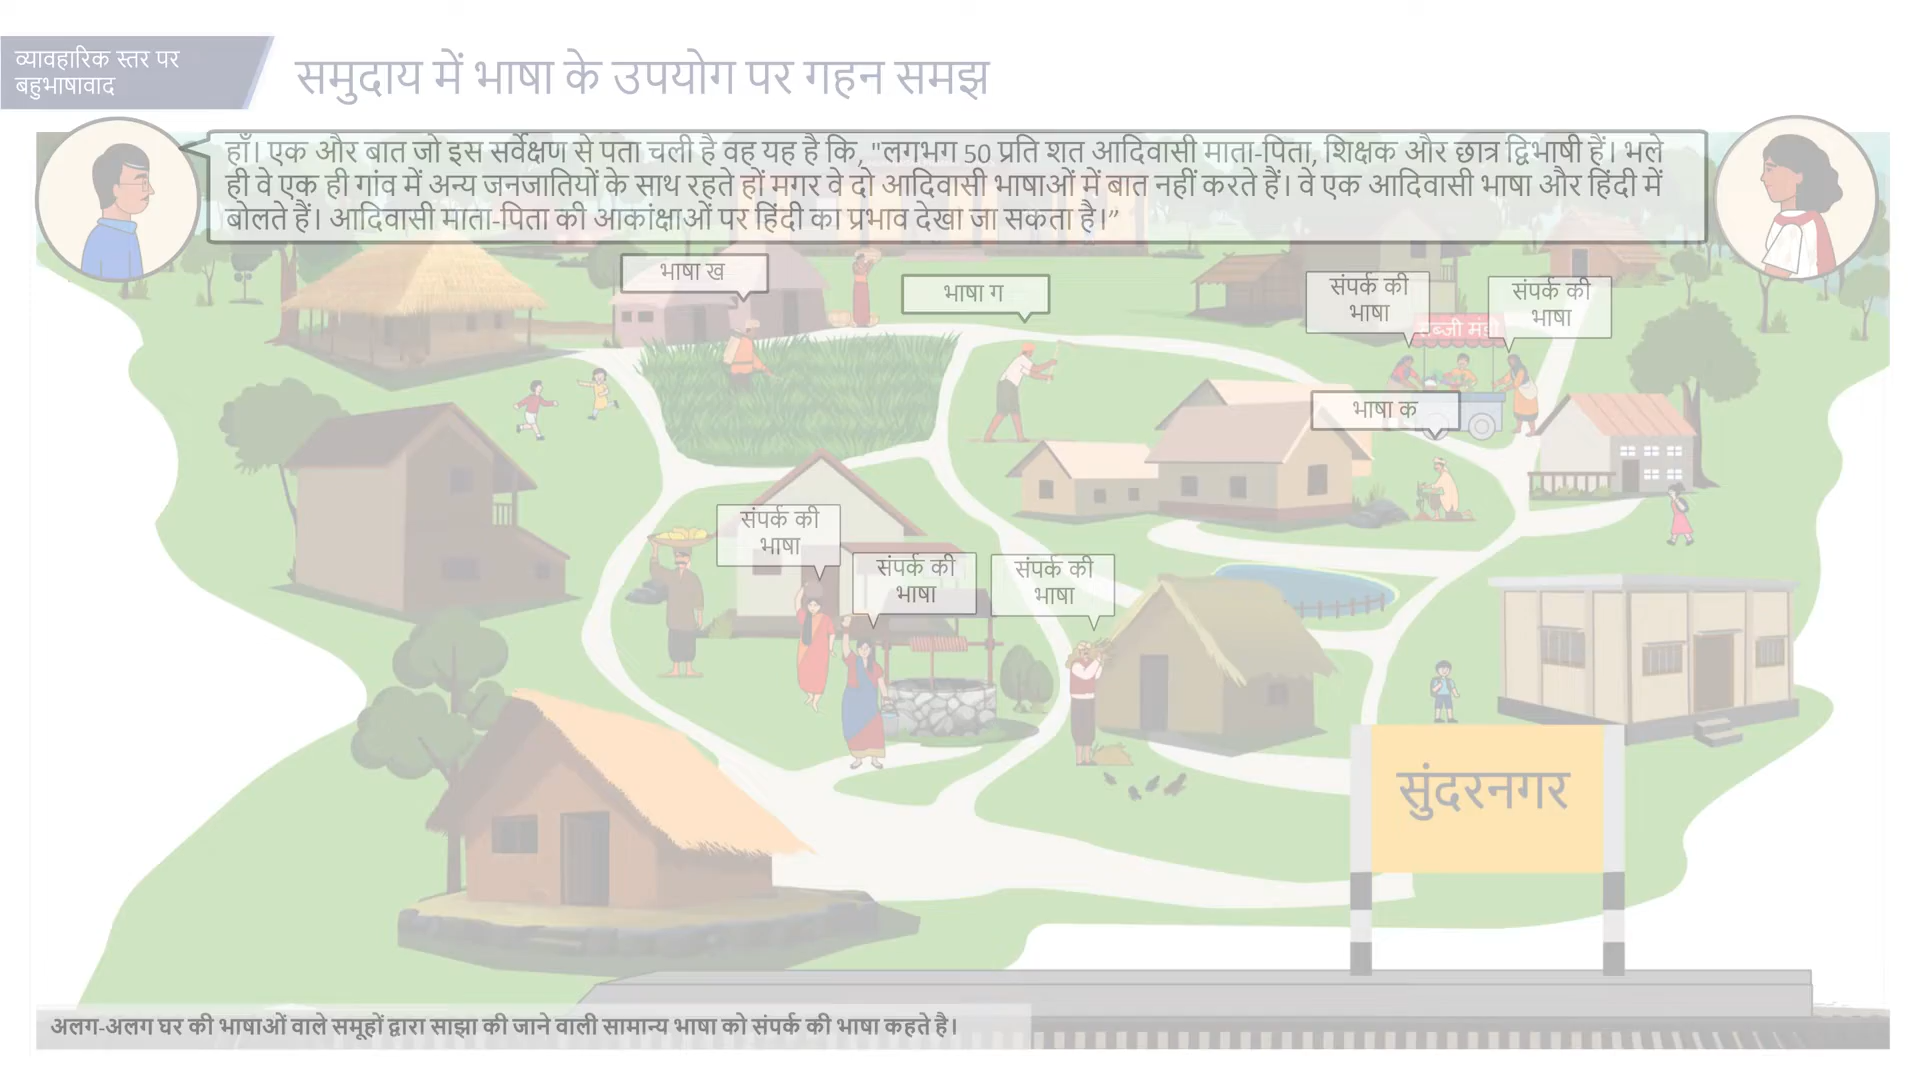 व्यावहारिक स्तर पर
बहुभाषावाद
समुदाय में भाषा के उपयोग पर गहन समझ
हाँ। एक और बात जो इस सर्वेक्षण से पता चली है वह यह है कि, "लगभग 50 प्रति शत आदिवासी माता-पिता, शिक्षक और छात्र द्विभाषी हैं। भले
ही वे एक ही गांव में अन्य जनजातियों के साथ रहते हों मगर वे दो आदिवासी भाषाओं में बात नहीं करते हैं। वे एक आदिवासी भाषा और हिंदी में
बोलते हैं। आदिवासी माता-पिता की आकांक्षाओं पर हिंदी का प्रभाव देखा जा सकता है।”
भाषा ख
भाषा ग
संपर्क की
भाषा
संपर्क की
भाषा
भाषा क
संपर्क की
भाषा
संपर्क की
भाषा
संपर्क की
भाषा
सुंदरनगर
अलग-अलग घर की भाषाओं वाले समूहों द्वारा साझा की जाने वाली सामान्य भाषा को संपर्क की भाषा कहते है।